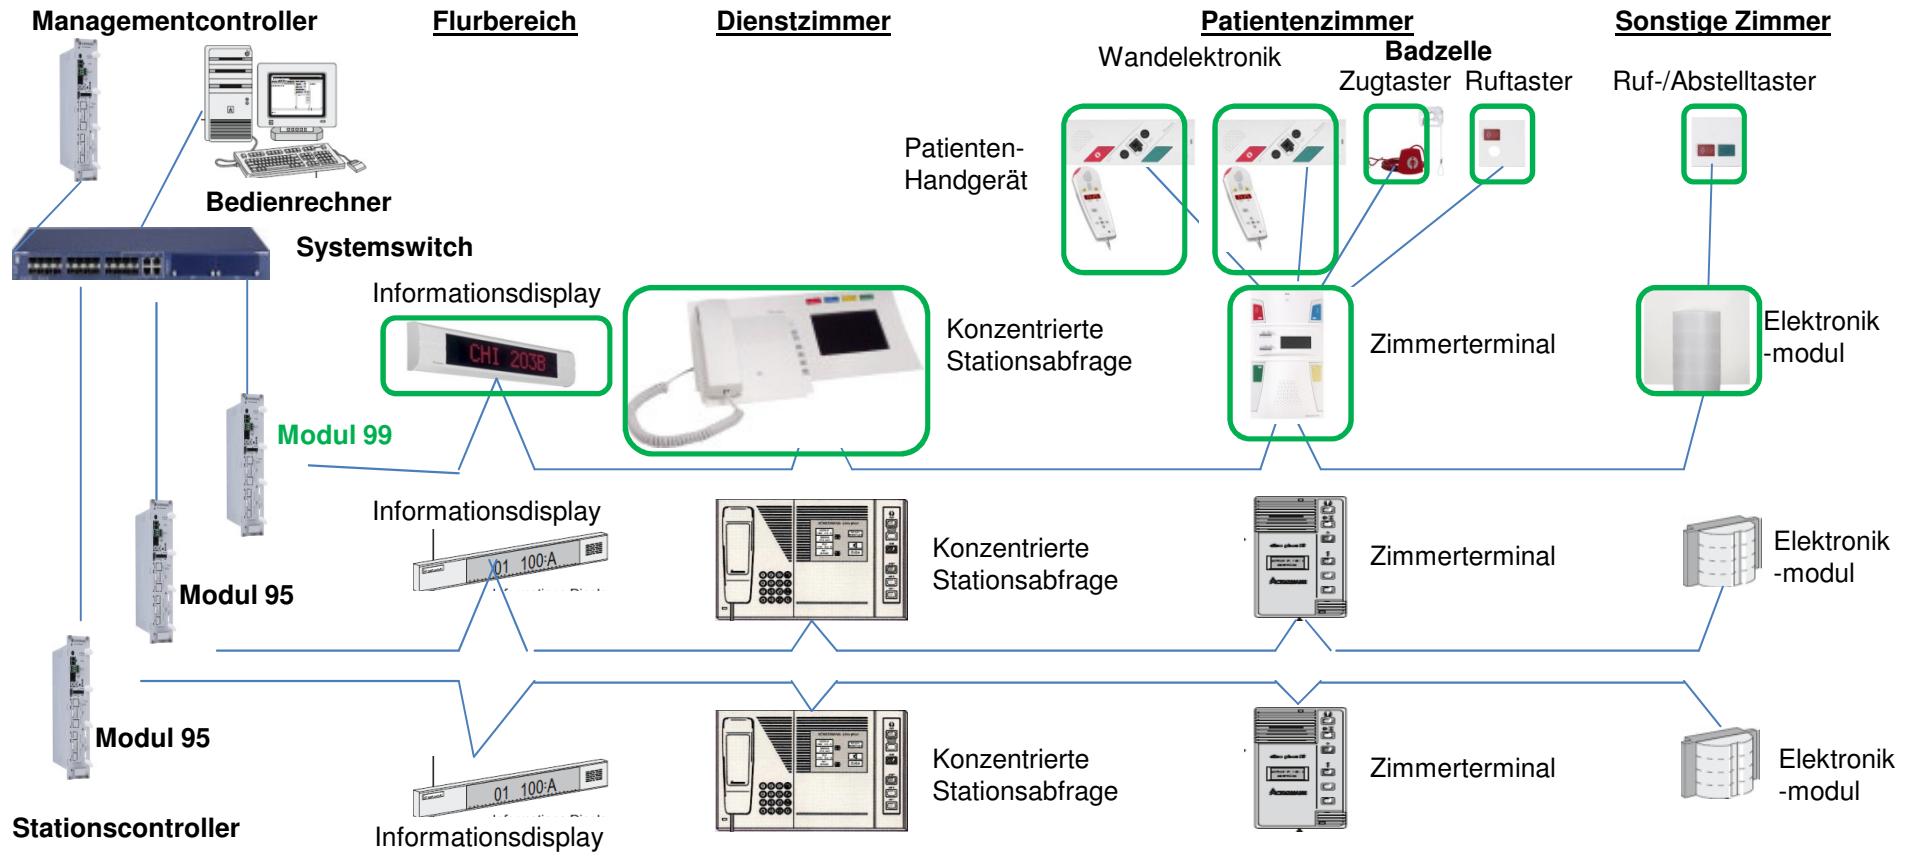 Managementcontroller
Flurbereich
Dienstzimmer
Patientenzimmer
Sonstige Zimmer
Wandelektronik
Badzelle
Zugtaster
Ruftaster
Ruf-/Abstelltaster
Patienten-
Handgerät
Bedienrechner
Systemswitch
Informationsdisplay
CHI 203B
Konzentrierte
Stationsabfrage
Zimmerterminal
Elektronik
-modul
Modul 99
Informationsdisplay
01 100:A
Konzentrierte
Stationsabfrage
Zimmerterminal
Elektronik
-modul
Modul 95
Modul 95
01 100:A
Konzentrierte
Stationsabfrage
Zimmerterminal
Elektronik
-modul
Stationscontroller
Informationsdisplay